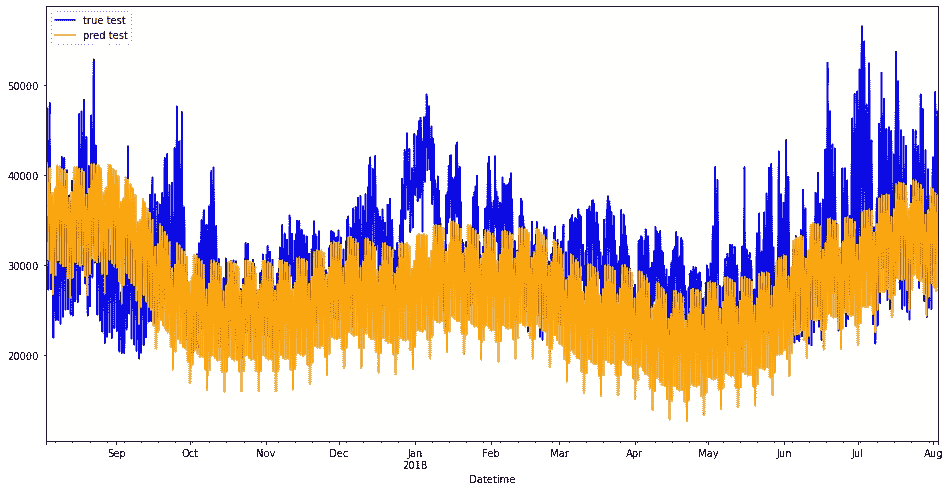 true test
pred test
50000
40000
30000
20000
Sep Oct Nov Dec Jan Feb Mar Apr May Jun Jul Aug
2018
Datetime